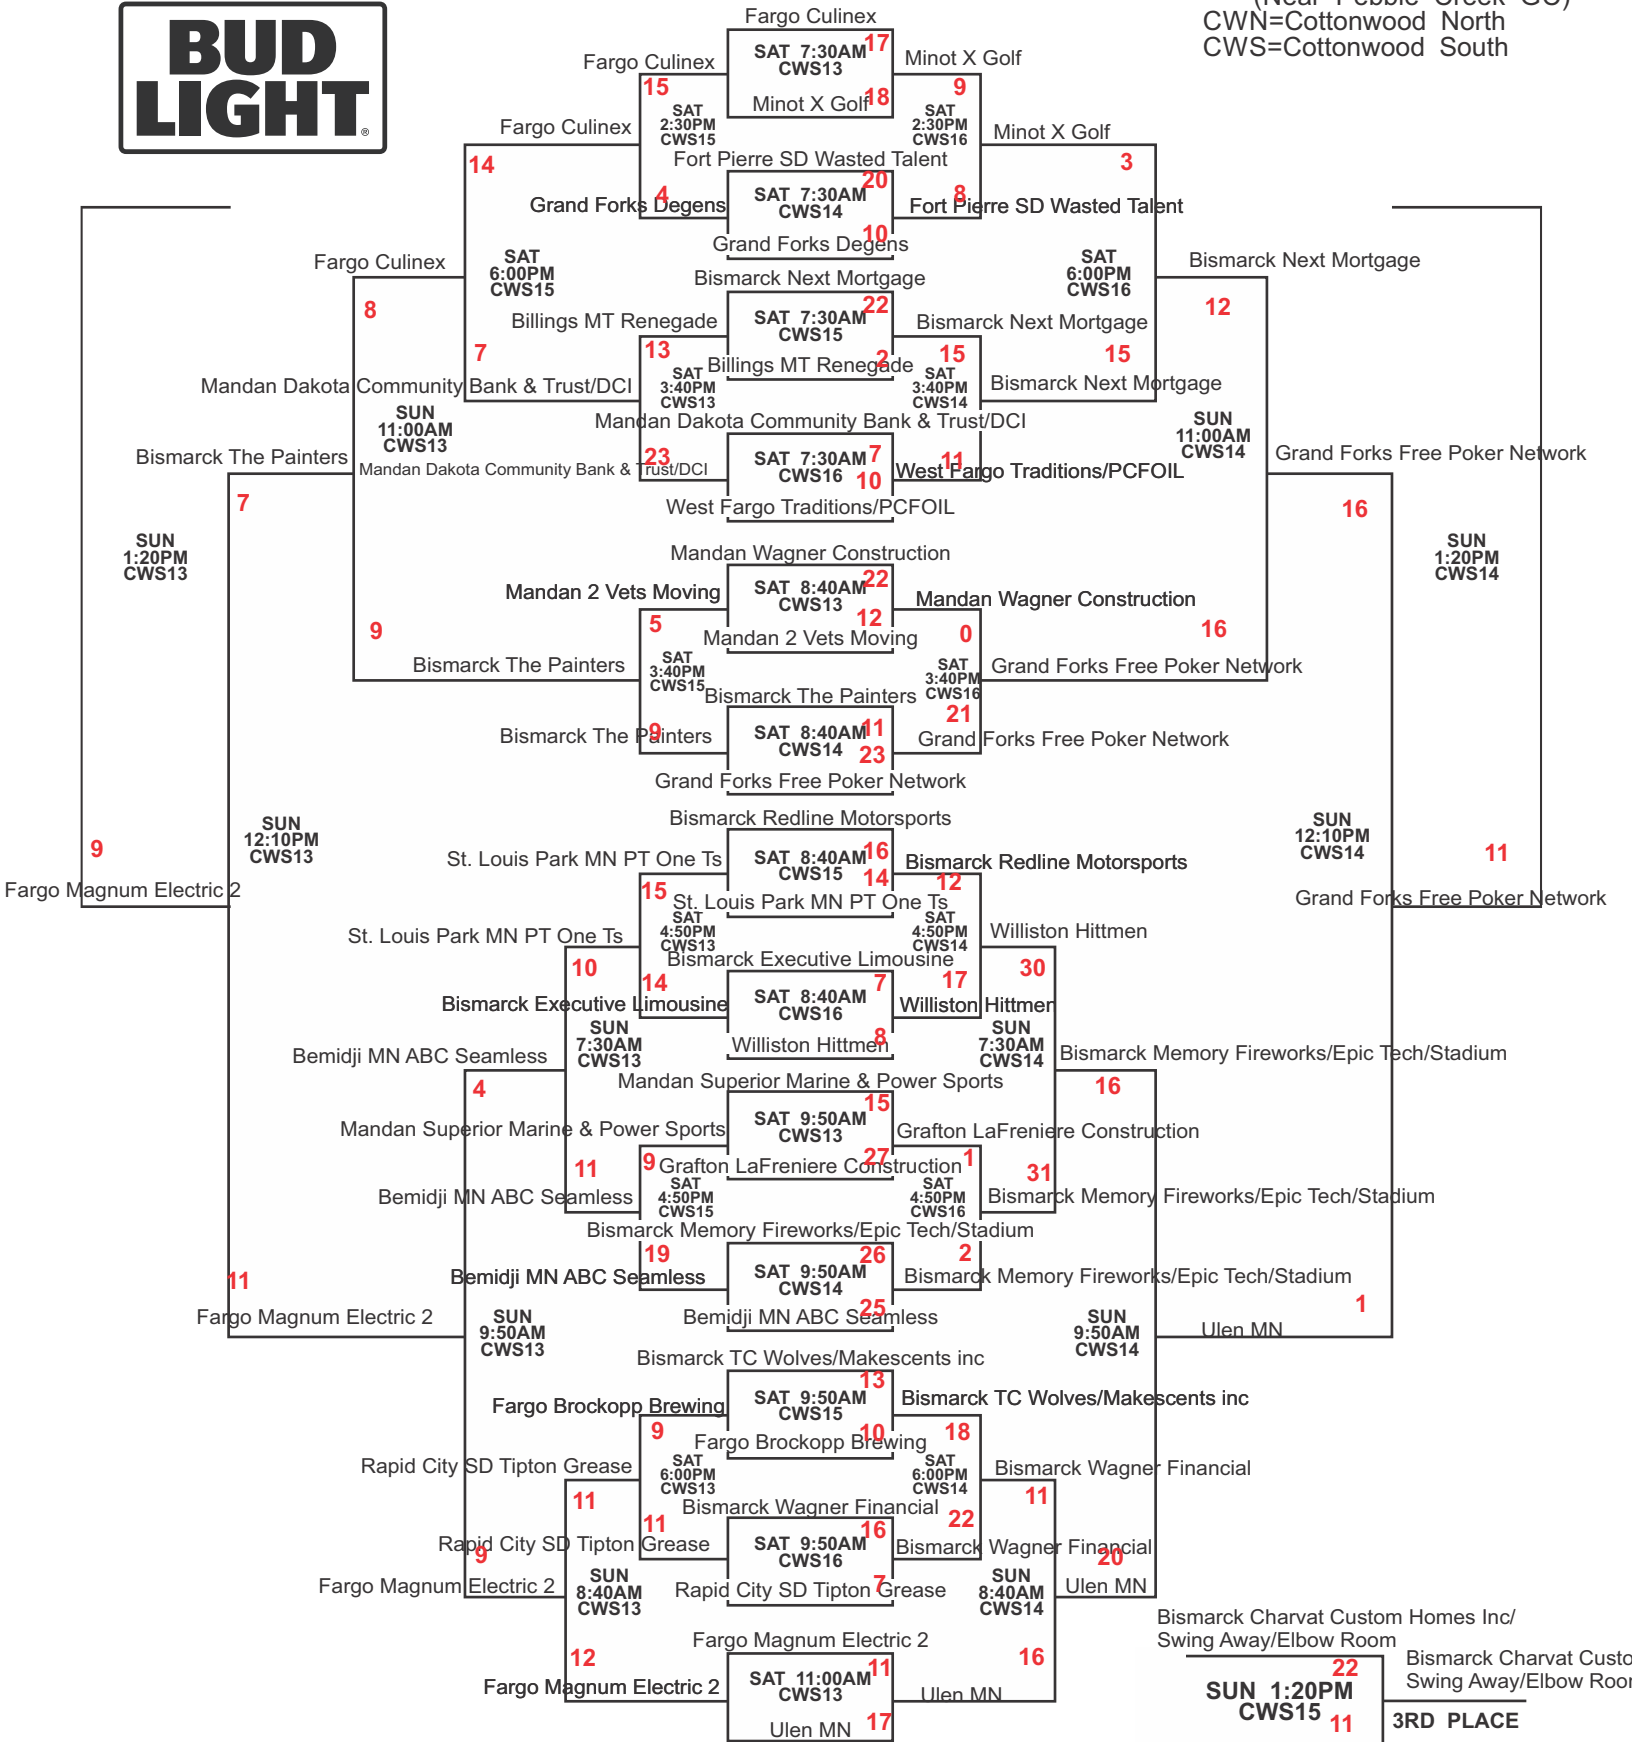 BUD
LIGHT®
(Near Pebble Creek GC)
CWN=Cottonwood North
CWS=Cottonwood South
Fargo Culinex
SAT 7:30AM 17
CWS13
Minot X Golf 18
Fargo Culinex
15
SAT
2:30PM
CWS15
4
Grand Forks Degens
Minot X Golf
9
SAT
2:30PM
CWS16
8
Fort Pierre SD Wasted Talent
Fort Pierre SD Wasted Talent
SAT 7:30AM 20
CWS14
10
Grand Forks Degens
Fargo Culinex
14
SAT
6:00PM
CWS15
7
Mandan Dakota Community Bank & Trust/DCI
Minot X Golf
3
SAT
6:00PM
CWS16
15
Bismarck Next Mortgage
Bismarck Next Mortgage
SAT 7:30AM 22
CWS15
2
Billings MT Renegade
Billings MT Renegade
13
SAT
3:40PM
CWS13
23
Mandan Dakota Community Bank & Trust/DCI
Bismarck Next Mortgage
15
SAT
3:40PM
CWS14
11
West Fargo Traditions/PCFOIL
Mandan Dakota Community Bank & Trust/DCI
SAT 7:30AM 7
CWS16 10
West Fargo Traditions/PCFOIL
Fargo Culinex
8
SUN
11:00AM
CWS13
9
Bismarck The Painters
Bismarck Next Mortgage
12
SUN
11:00AM
CWS14
16
Grand Forks Free Poker Network
Mandan Wagner Construction
SAT 8:40AM 22
CWS13 12
Mandan 2 Vets Moving
Mandan 2 Vets Moving
5
SAT
3:40PM
CWS15
9
Bismarck The Painters
Mandan Wagner Construction
0
SAT
3:40PM
CWS16
21
Grand Forks Free Poker Network
Bismarck The Painters
SAT 8:40AM 11
CWS14 23
Grand Forks Free Poker Network
Bismarck The Painters
7
SUN
12:10PM
CWS13
11
Fargo Magnum Electric 2
Grand Forks Free Poker Network
16
SUN
12:10PM
CWS14
1
Ulen MN
SUN
1:20PM
CWS13
9
Fargo Magnum Electric 2
SUN
1:20PM
CWS14
11
Grand Forks Free Poker Network
Bismarck Redline Motorsports
SAT 8:40AM 16
CWS15 14
St. Louis Park MN PT One Ts
St. Louis Park MN PT One Ts
15
SAT
4:50PM
CWS13
14
Bismarck Executive Limousine
Bismarck Redline Motorsports
12
SAT
4:50PM
CWS14
17
Williston Hittmen
Bismarck Executive Limousine
SAT 8:40AM 7
CWS16
8
Williston Hittmen
St. Louis Park MN PT One Ts
10
SUN
7:30AM
CWS13
11
Bemidji MN ABC Seamless
Williston Hittmen
30
SUN
7:30AM
CWS14
31
Bismarck Memory Fireworks/Epic Tech/Stadium
Mandan Superior Marine & Power Sports
SAT 9:50AM 15
CWS13
27
Grafton LaFreniere Construction
Mandan Superior Marine & Power Sports
9
SAT
4:50PM
CWS15
19
Bemidji MN ABC Seamless
Grafton LaFreniere Construction
1
SAT
4:50PM
CWS16
2
Bismarck Memory Fireworks/Epic Tech/Stadium
Bismarck Memory Fireworks/Epic Tech/Stadium
SAT 9:50AM 26
CWS14
25
Bemidji MN ABC Seamless
Bemidji MN ABC Seamless
4
SUN
9:50AM
CWS13
9
Fargo Magnum Electric 2
Bismarck Memory Fireworks/Epic Tech/Stadium
16
SUN
9:50AM
CWS14
20
Ulen MN
Bismarck TC Wolves/Makescents inc
SAT 9:50AM 13
CWS15
10
Fargo Brockopp Brewing
Fargo Brockopp Brewing
9
SAT
6:00PM
CWS13
11
Rapid City SD Tipton Grease
Bismarck TC Wolves/Makescents inc
18
SAT
6:00PM
CWS14
22
Bismarck Wagner Financial
Bismarck Wagner Financial
SAT 9:50AM 16
CWS16
7
Rapid City SD Tipton Grease
Rapid City SD Tipton Grease
11
SUN
8:40AM
CWS13
12
Fargo Magnum Electric 2
Bismarck Wagner Financial
11
SUN
8:40AM
CWS14
16
Ulen MN
Fargo Magnum Electric 2
SAT 11:00AM 11
CWS13
Ulen MN 17
Bismarck Charvat Custom Homes Inc/
Swing Away/Elbow Room
22
SUN 1:20PM
CWS15 11
Bismarck Charvat Custo
Swing Away/Elbow Roo
3RD PLACE